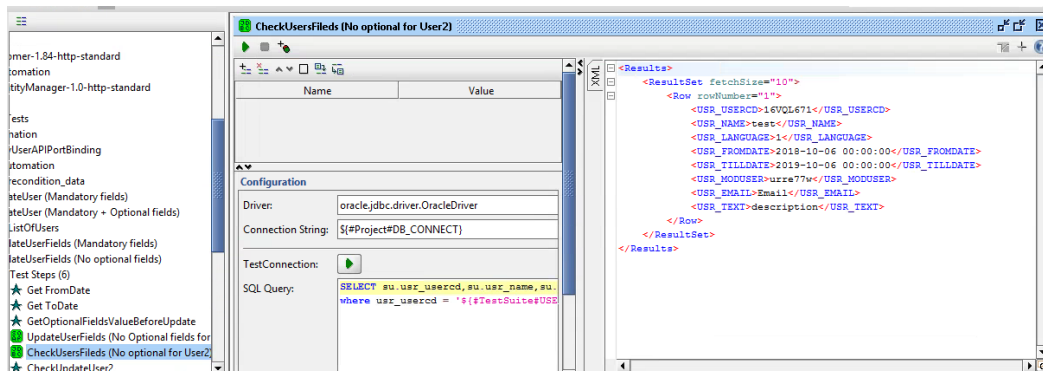 omer-1.84-http-standard
tomation
tityManager-1.0-http-standard
Tests
nation
rUserAPIPortBinding
utomation
recondition_data
ateUser (Mandatory fields)
ateUser (Mandatory + Optional fields)
ListOfUsers
lateUserFields (Mandatory fields)
lateUserFields (No optional fields)
Test Steps (6)
Get FromDate
Get ToDate
GetOptionalFieldsValueBeforeUpdate
UpdateUserFields (No Optional fields for
CheckUsersFileds (No optional for User2)
CheckUpdateUser2
CheckUsersFileds (No optional for User2)
Name Value
Configuration
Driver: oracle.jdbc.driver.OracleDriver
Connection String: ${#Project#DB_CONNECT}
TestConnection:
SQL Query: SELECT su.usr_usercd,su.usr_name,su.
where usr_usercd = '${#TestSuite#USE
XML
<Results>
<ResultSet fetchSize="10">
<Row rowNumber="1">
<USR_USERCD>16VQL671</USR_USERCD>
<USR_NAME>test</USR_NAME>
<USR_LANGUAGE>1</USR_LANGUAGE>
<USR_FROMDATE>2018-10-06 00:00:00</USR_FROMDATE>
<USR_TILLDATE>2019-10-06 00:00:00</USR_TILLDATE>
<USR_MODUSER>urre77w</USR_MODUSER>
<USR_EMAIL>Email</USR_EMAIL>
<USR_TEXT>description</USR_TEXT>
</Row>
</ResultSet>
</Results>